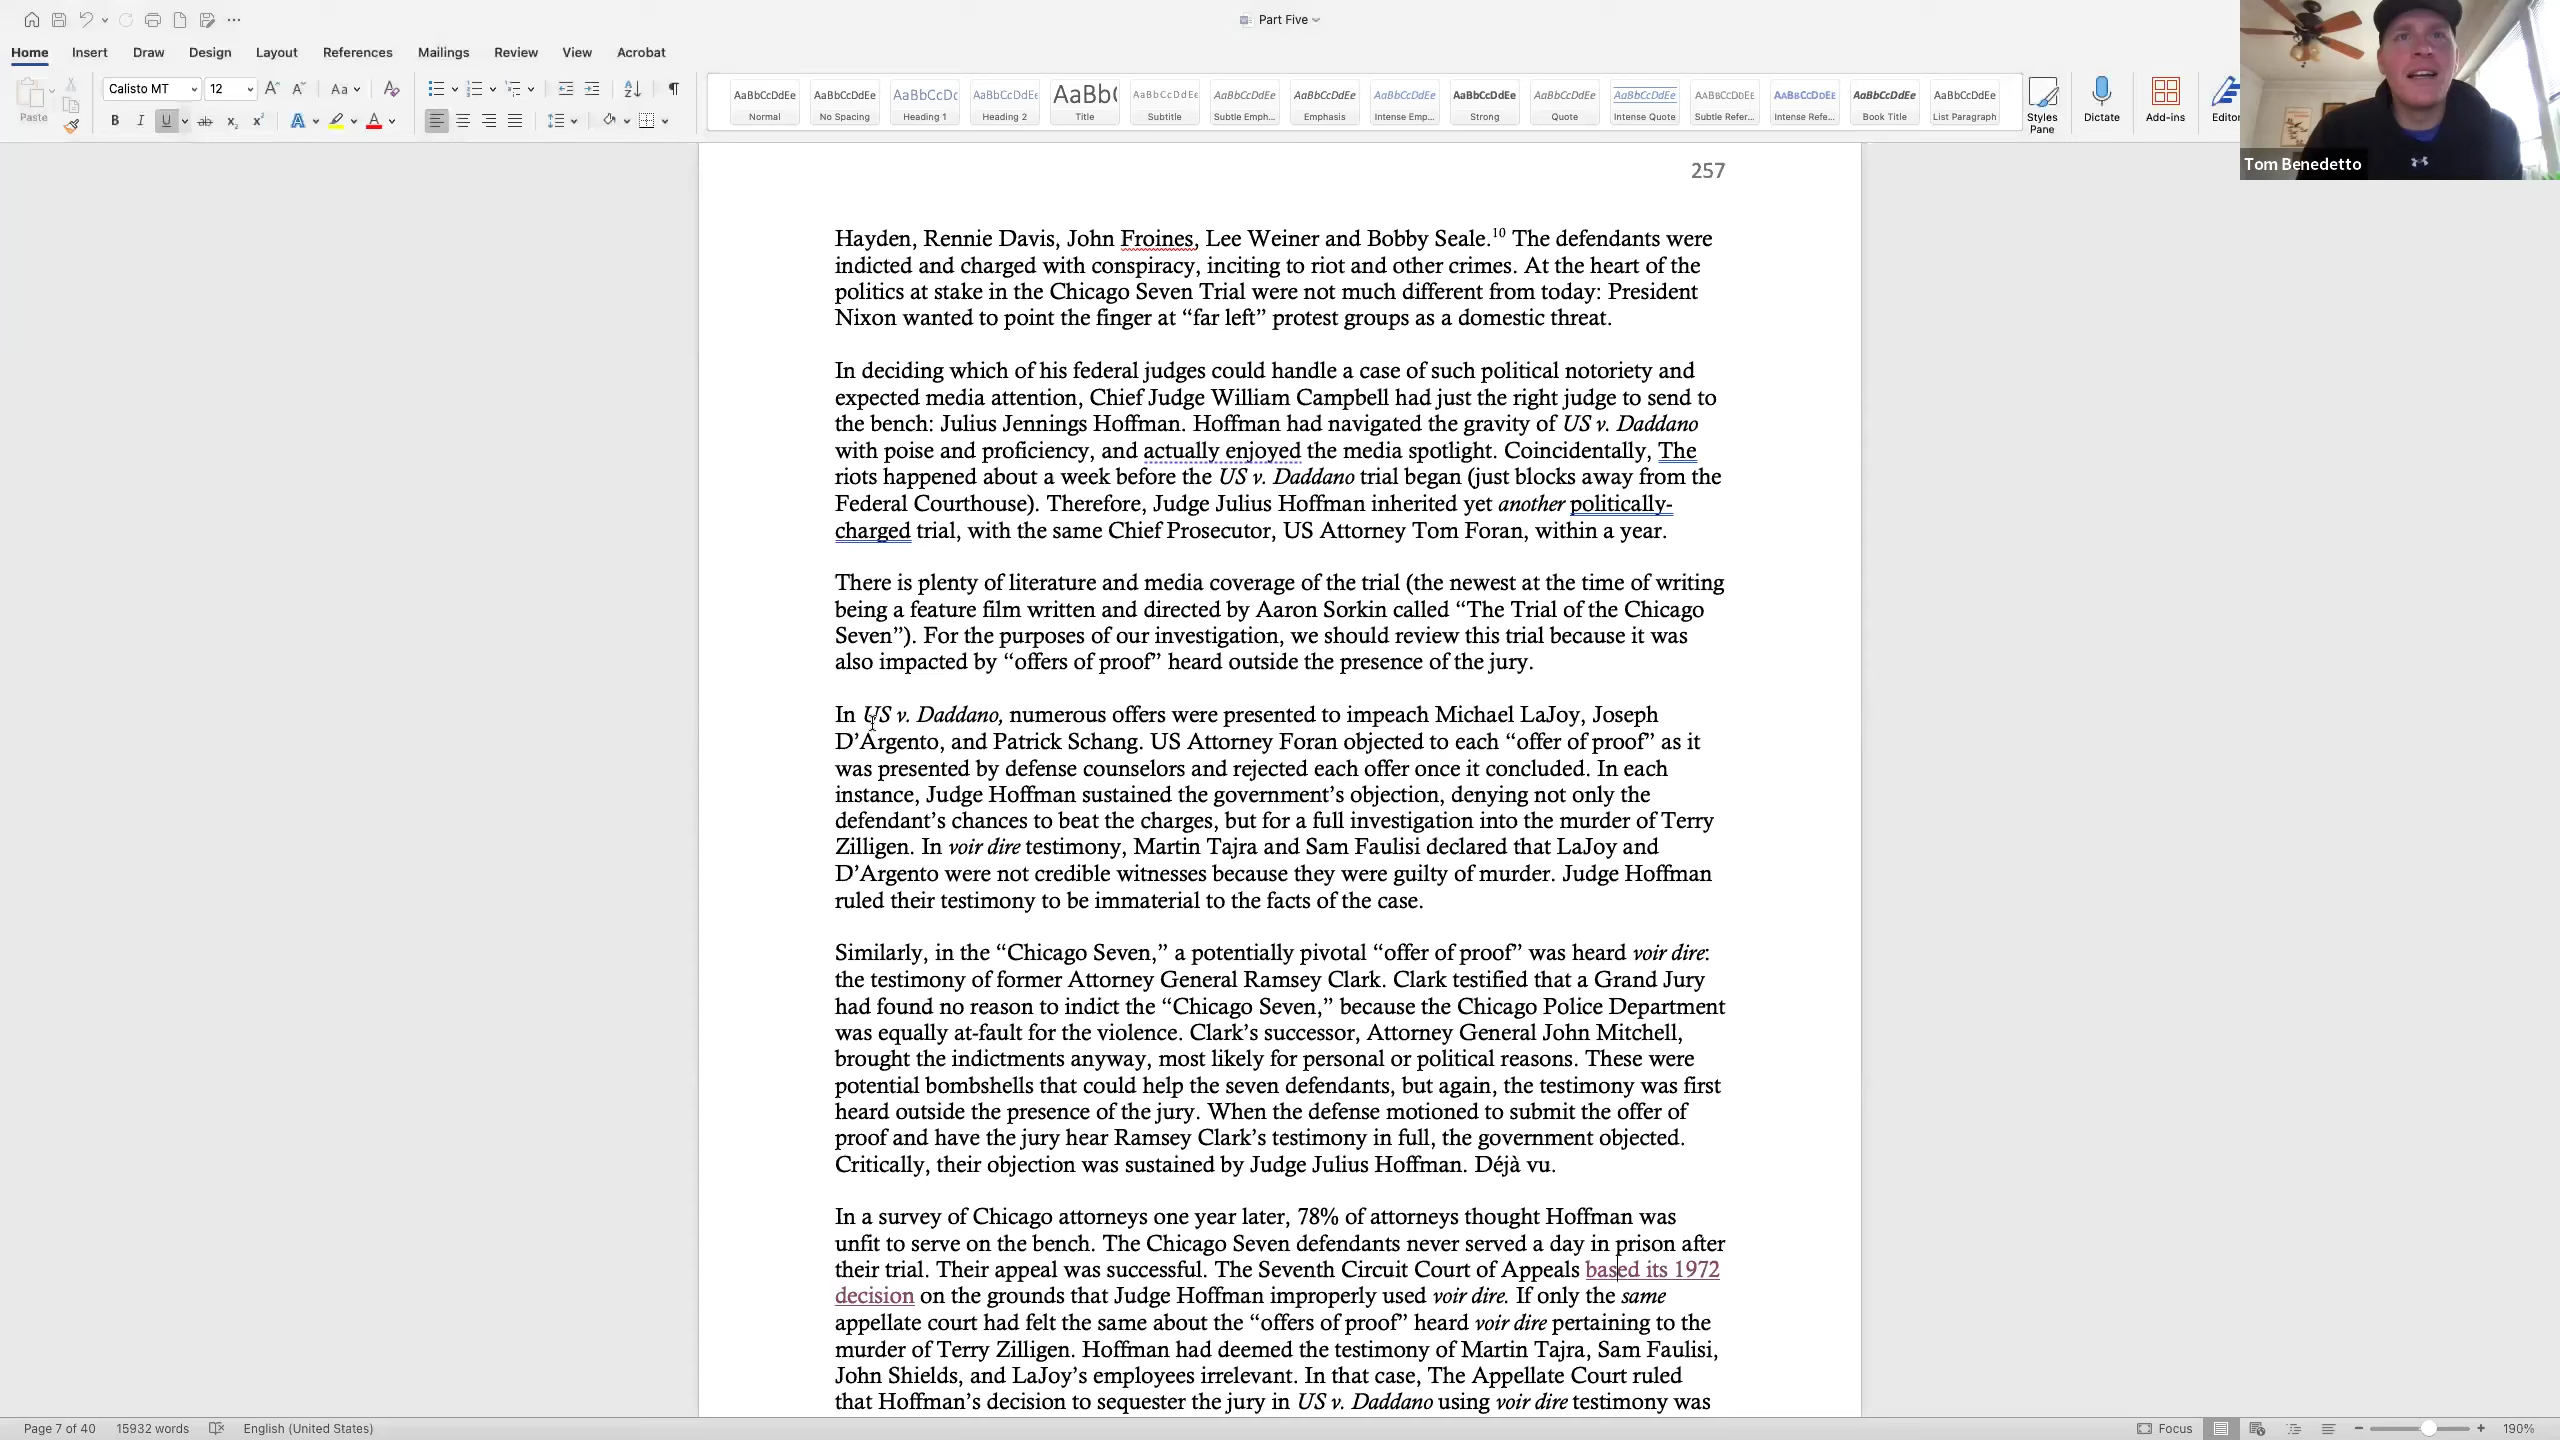 Part Five
Home Insert Draw Design Layout References Mailings Review View Acrobat
Paste
Calisto MT 12
AaBbCcDdEe AaBbCcDdEe AaBbCcDc AaBbCcDdEe AaBb( AaBbCcDdEe AaBbCcDdEe AaBbCcDdEe AaBbCcDdEe AaBbCcDdEe AaBbCcDdEe AaBbCcDdEe AaBbCcDdEe AaBbCcDdEe AaBbCcDdEe AaBbCcDdEe
Normal No Spacing Heading 1 Heading 2 Title Subtitle Subtle Emph... Emphasis Intense Emp... Strong Quote Intense Quote Subtle Refer... Intense Refe... Book Title List Paragraph
Styles Pane Dictate Add-ins Editor
Tom Benedetto
257
Hayden, Rennie Davis, John Froines, Lee Weiner and Bobby Seale.10 The defendants were
indicted and charged with conspiracy, inciting to riot and other crimes. At the heart of the
politics at stake in the Chicago Seven Trial were not much different from today: President
Nixon wanted to point the finger at “far left” protest groups as a domestic threat.
In deciding which of his federal judges could handle a case of such political notoriety and
expected media attention, Chief Judge William Campbell had just the right judge to send to
the bench: Julius Jennings Hoffman. Hoffman had navigated the gravity of US v. Daddano
with poise and proficiency, and actually enjoyed the media spotlight. Coincidentally, The
riots happened about a week before the US v. Daddano trial began (just blocks away from the
Federal Courthouse). Therefore, Judge Julius Hoffman inherited yet another politically-
charged trial, with the same Chief Prosecutor, US Attorney Tom Foran, within a year.
There is plenty of literature and media coverage of the trial (the newest at the time of writing
being a feature film written and directed by Aaron Sorkin called “The Trial of the Chicago
Seven”). For the purposes of our investigation, we should review this trial because it was
also impacted by “offers of proof” heard outside the presence of the jury.
In US v. Daddano, numerous offers were presented to impeach Michael LaJoy, Joseph
D’Argento, and Patrick Schang. US Attorney Foran objected to each “offer of proof” as it
was presented by defense counselors and rejected each offer once it concluded. In each
instance, Judge Hoffman sustained the government’s objection, denying not only the
defendant’s chances to beat the charges, but for a full investigation into the murder of Terry
Zilligen. In voir dire testimony, Martin Tajra and Sam Faulisi declared that LaJoy and
D’Argento were not credible witnesses because they were guilty of murder. Judge Hoffman
ruled their testimony to be immaterial to the facts of the case.
Similarly, in the “Chicago Seven,” a potentially pivotal “offer of proof” was heard voir dire:
the testimony of former Attorney General Ramsey Clark. Clark testified that a Grand Jury
had found no reason to indict the “Chicago Seven,” because the Chicago Police Department
was equally at-fault for the violence. Clark’s successor, Attorney General John Mitchell,
brought the indictments anyway, most likely for personal or political reasons. These were
potential bombshells that could help the seven defendants, but again, the testimony was first
heard outside the presence of the jury. When the defense motioned to submit the offer of
proof and have the jury hear Ramsey Clark’s testimony in full, the government objected.
Critically, their objection was sustained by Judge Julius Hoffman. Déjà vu.
In a survey of Chicago attorneys one year later, 78% of attorneys thought Hoffman was
unfit to serve on the bench. The Chicago Seven defendants never served a day in prison after
their trial. Their appeal was successful. The Seventh Circuit Court of Appeals based its 1972
decision on the grounds that Judge Hoffman improperly used voir dire. If only the same
appellate court had felt the same about the “offers of proof” heard voir dire pertaining to the
murder of Terry Zilligen. Hoffman had deemed the testimony of Martin Tajra, Sam Faulisi,
John Shields, and LaJoy’s employees irrelevant. In that case, The Appellate Court ruled
that Hoffman’s decision to sequester the jury in US v. Daddano using voir dire testimony was
Page 7 of 40 15932 words English (United States) Focus 190%